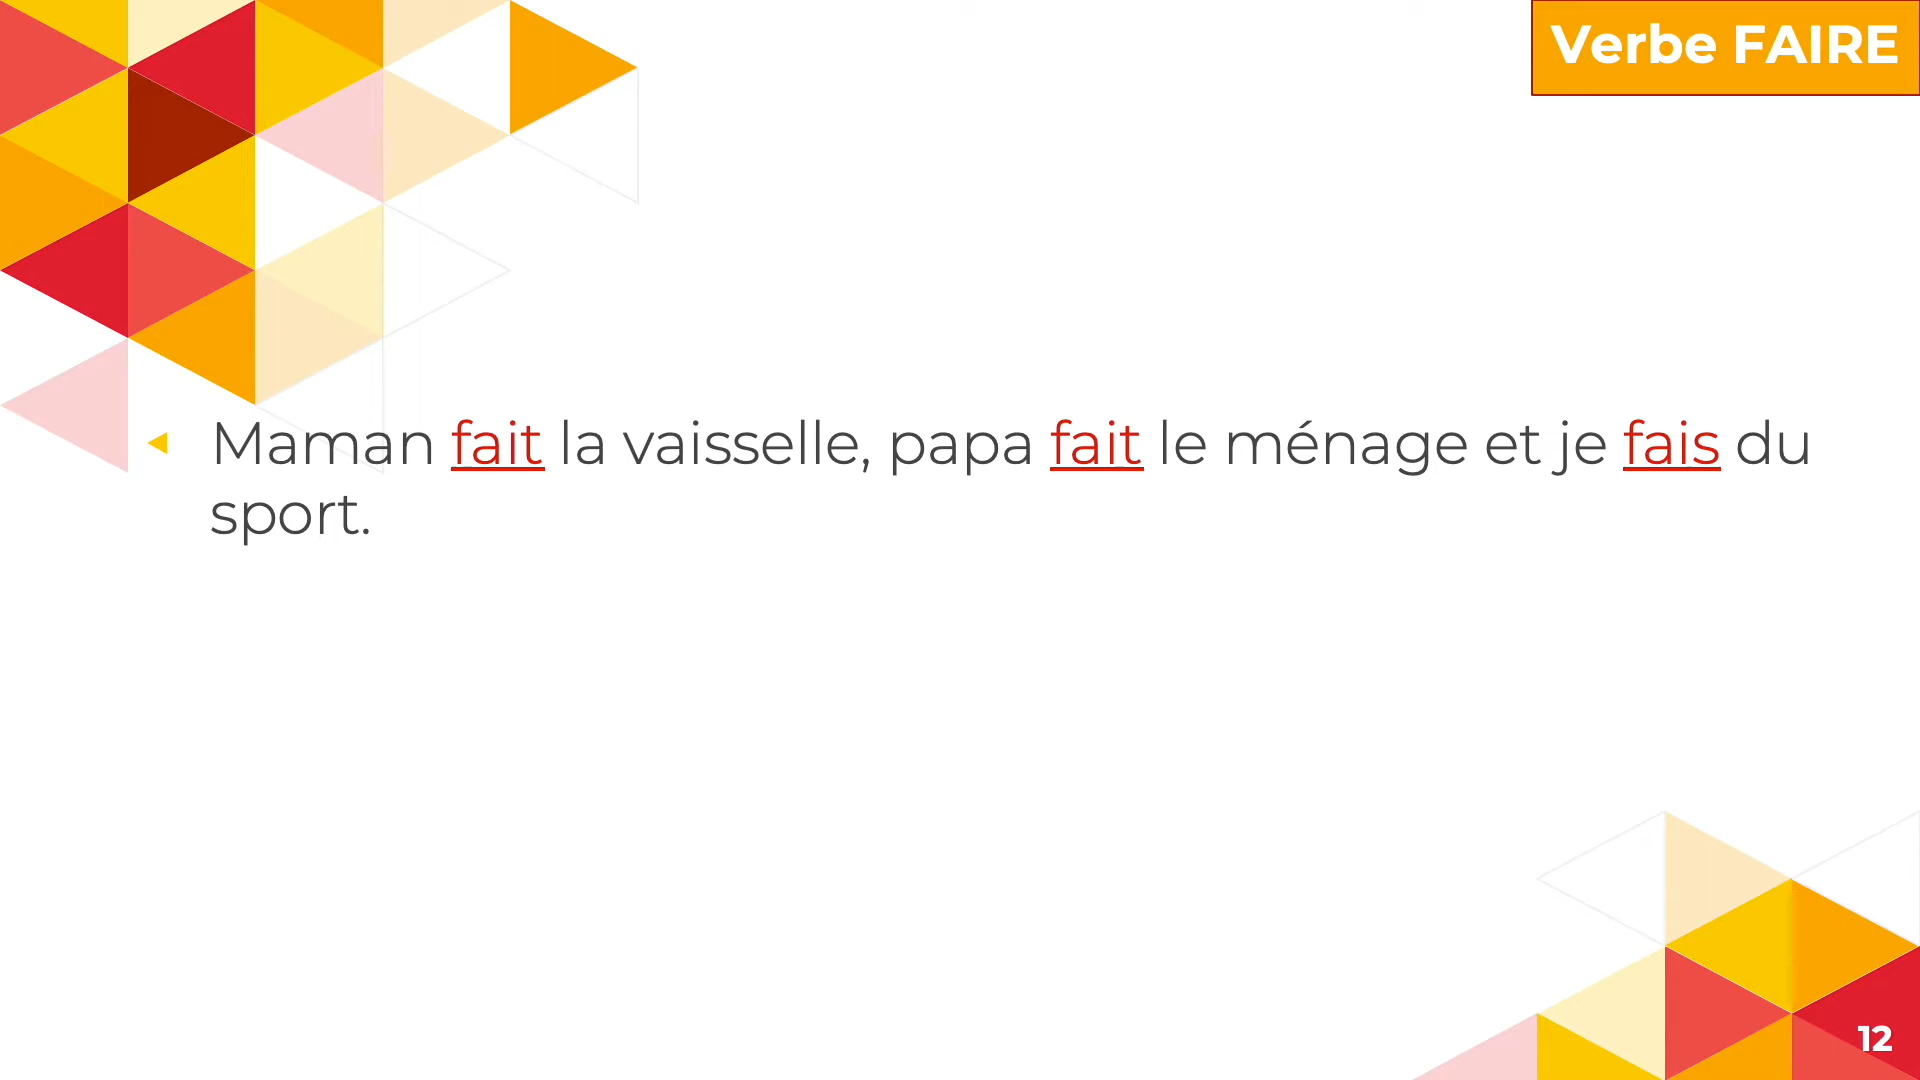 Verbe FAIRE
Maman fait la vaisselle, papa fait le ménage et je fais du
sport.
12